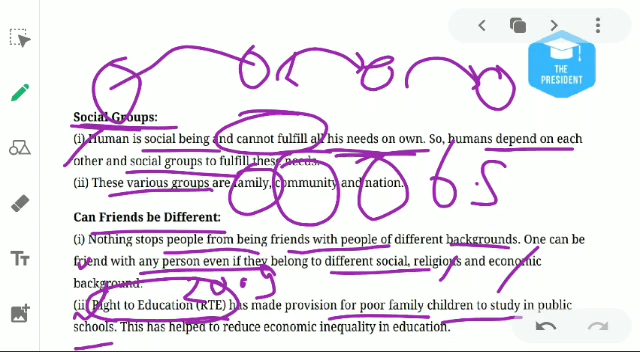 THE
PRESIDENT
Social Groups:
(i) Human is social being and cannot fulfill all his needs on own. So, humans depend on each
other and social groups to fulfill these needs.
(ii) These various groups are family, community and nation.
6.5
Can Friends be Different:
(i) Nothing stops people from being friends with people of different backgrounds. One can be
friend with any person even if they belong to different social, religious and economic
background.
(ii) Right to Education (RTE) has made provision for poor family children to study in public
schools. This has helped to reduce economic inequality in education.
Tт